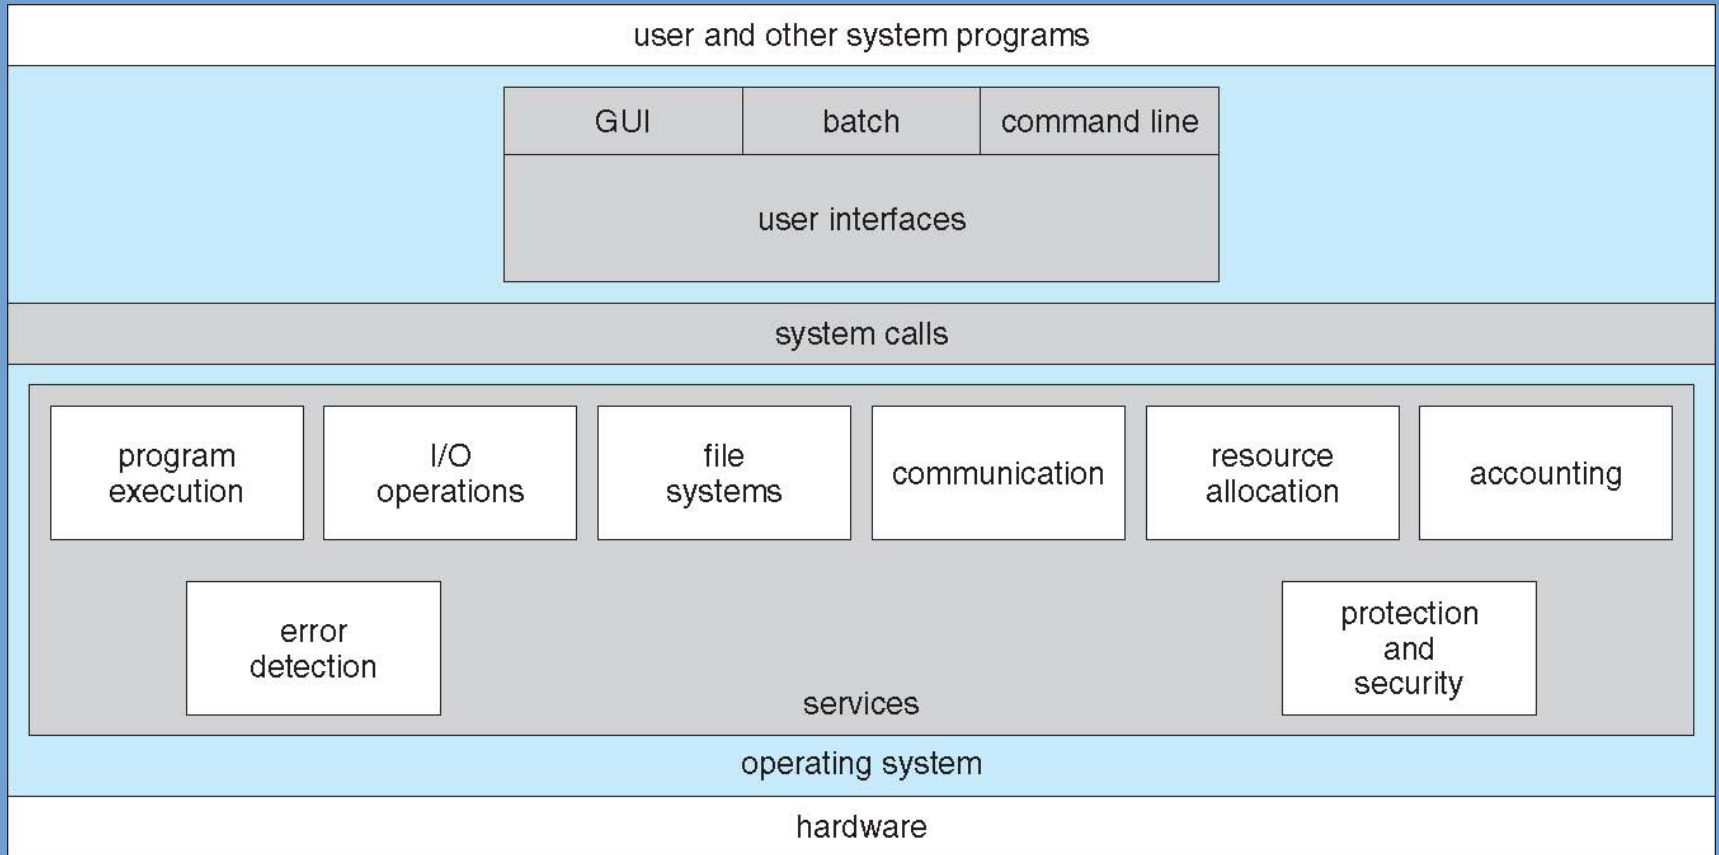 user and other system programs
GUI
batch
command line
user interfaces
system calls
program
execution
I/O
operations
file
systems
communication
resource
allocation
accounting
error
detection
protection
and
security
services
operating system
hardware